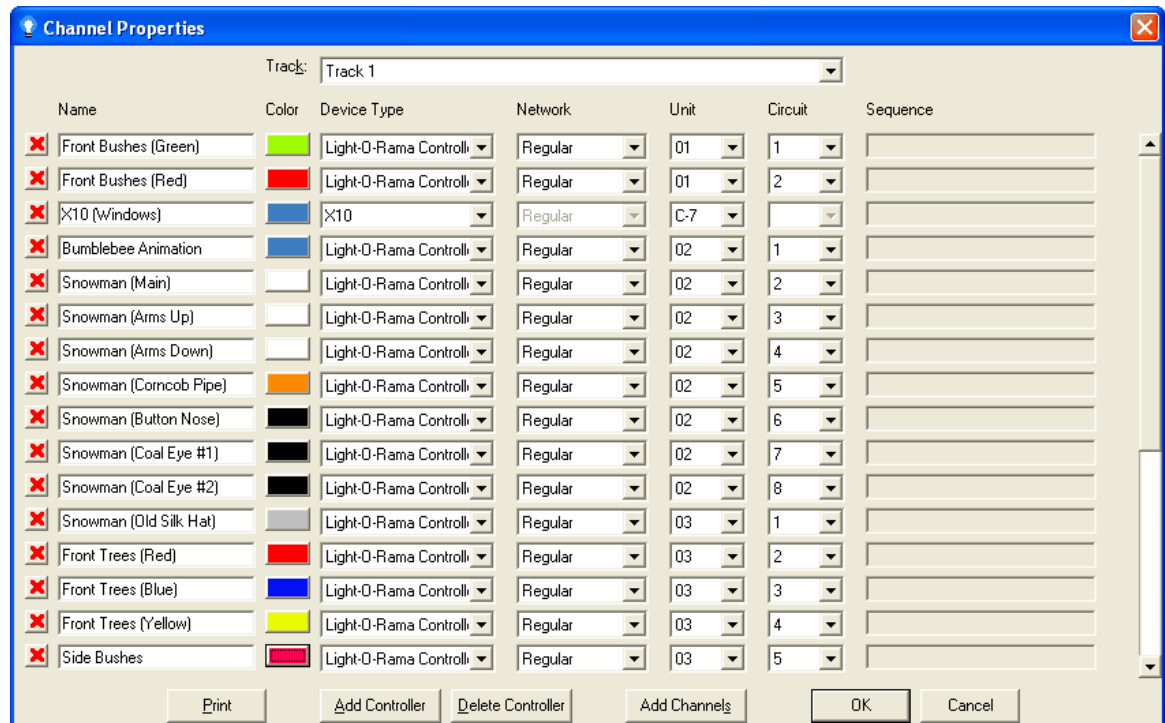 Channel Properties
Track: Track 1
Name Color Device Type Network Unit Circuit Sequence
Front Bushes (Green) Light-O-Rama Controll Regular 01 1
Front Bushes (Red) Light-O-Rama Controll Regular 01 2
X10 (Windows) X10 Regular C-7
Bumblebee Animation Light-O-Rama Controll Regular 02 1
Snowman (Main) Light-O-Rama Controll Regular 02 2
Snowman (Arms Up) Light-O-Rama Controll Regular 02 3
Snowman (Arms Down) Light-O-Rama Controll Regular 02 4
Snowman (Corncob Pipe) Light-O-Rama Controll Regular 02 5
Snowman (Button Nose) Light-O-Rama Controll Regular 02 6
Snowman (Coal Eye #1) Light-O-Rama Controll Regular 02 7
Snowman (Coal Eye #2) Light-O-Rama Controll Regular 02 8
Snowman (Old Silk Hat) Light-O-Rama Controll Regular 03 1
Front Trees (Red) Light-O-Rama Controll Regular 03 2
Front Trees (Blue) Light-O-Rama Controll Regular 03 3
Front Trees (Yellow) Light-O-Rama Controll Regular 03 4
Side Bushes Light-O-Rama Controll Regular 03 5
Print Add Controller Delete Controller Add Channels OK Cancel